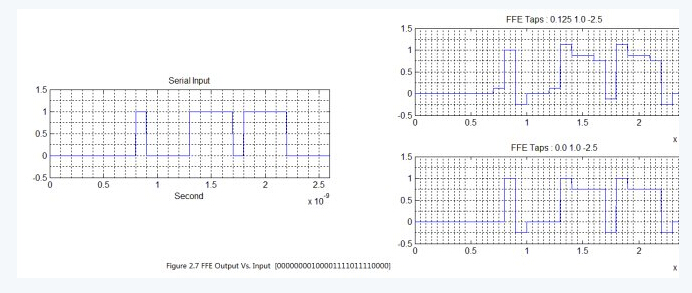 FFE Taps : 0.125 1.0 -2.5
1.5
1
0.5
0
-0.5
0 0.5 1 1.5 2
x
Serial Input
1.5
1
0.5
0
-0.5
0 0.5 1 1.5 2 2.5
Second
x 10^-9
FFE Taps : 0.0 1.0 -2.5
1.5
1
0.5
0
-0.5
0 0.5 1 1.5 2
x
Figure 2.7 FFE Output Vs. Input [00000000100001111011110000]